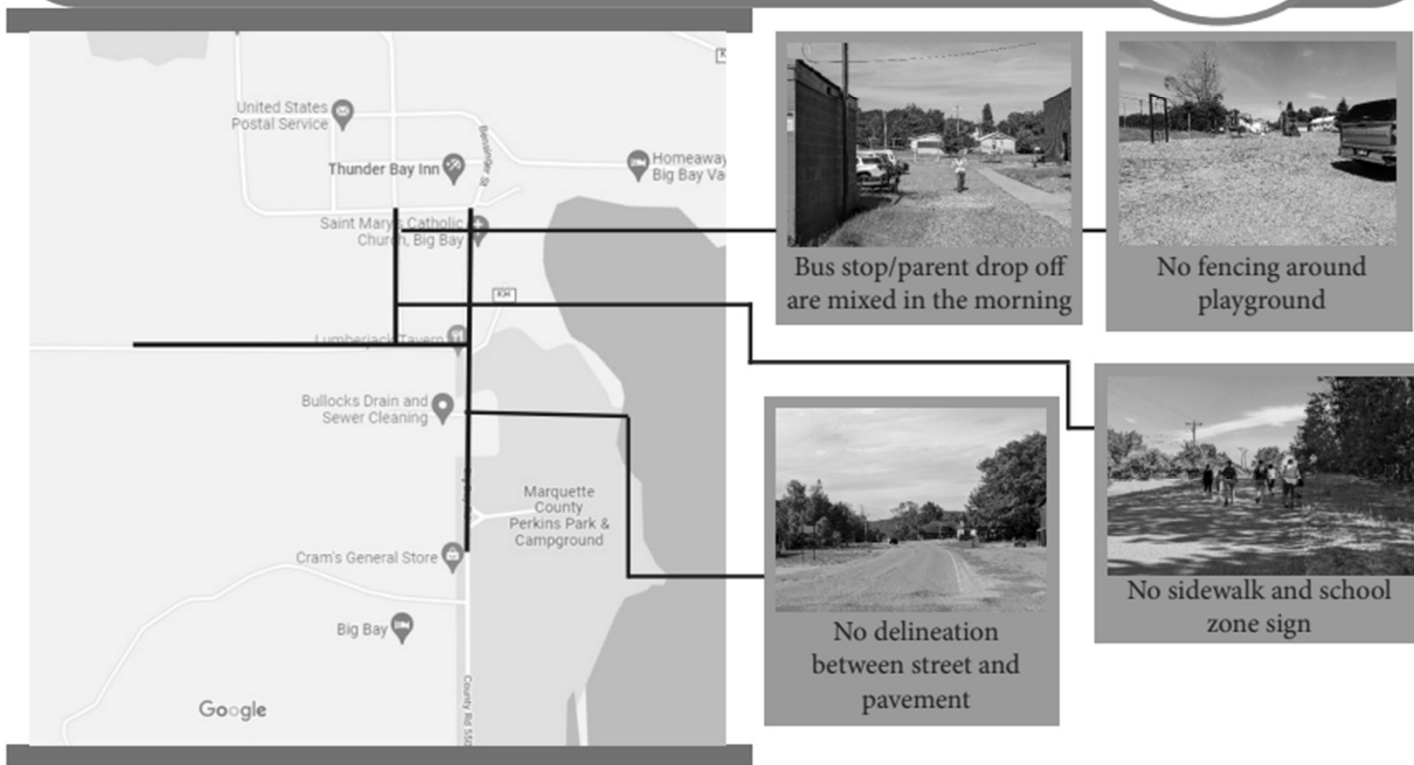 United States
Postal Service
Thunder Bay Inn
Bensinger St
Homeaway
Big Bay Va
Saint Mary's Catholic
Church, Big Bay
KH
Lumberjack Tavern
Bullocks Drain and
Sewer Cleaning
Marquette
County
Perkins Park &
Campground
Cram's General Store
Big Bay
County Rd 550
Google
Bus stop/parent drop off
are mixed in the morning
No fencing around
playground
No delineation
between street and
pavement
No sidewalk and school
zone sign